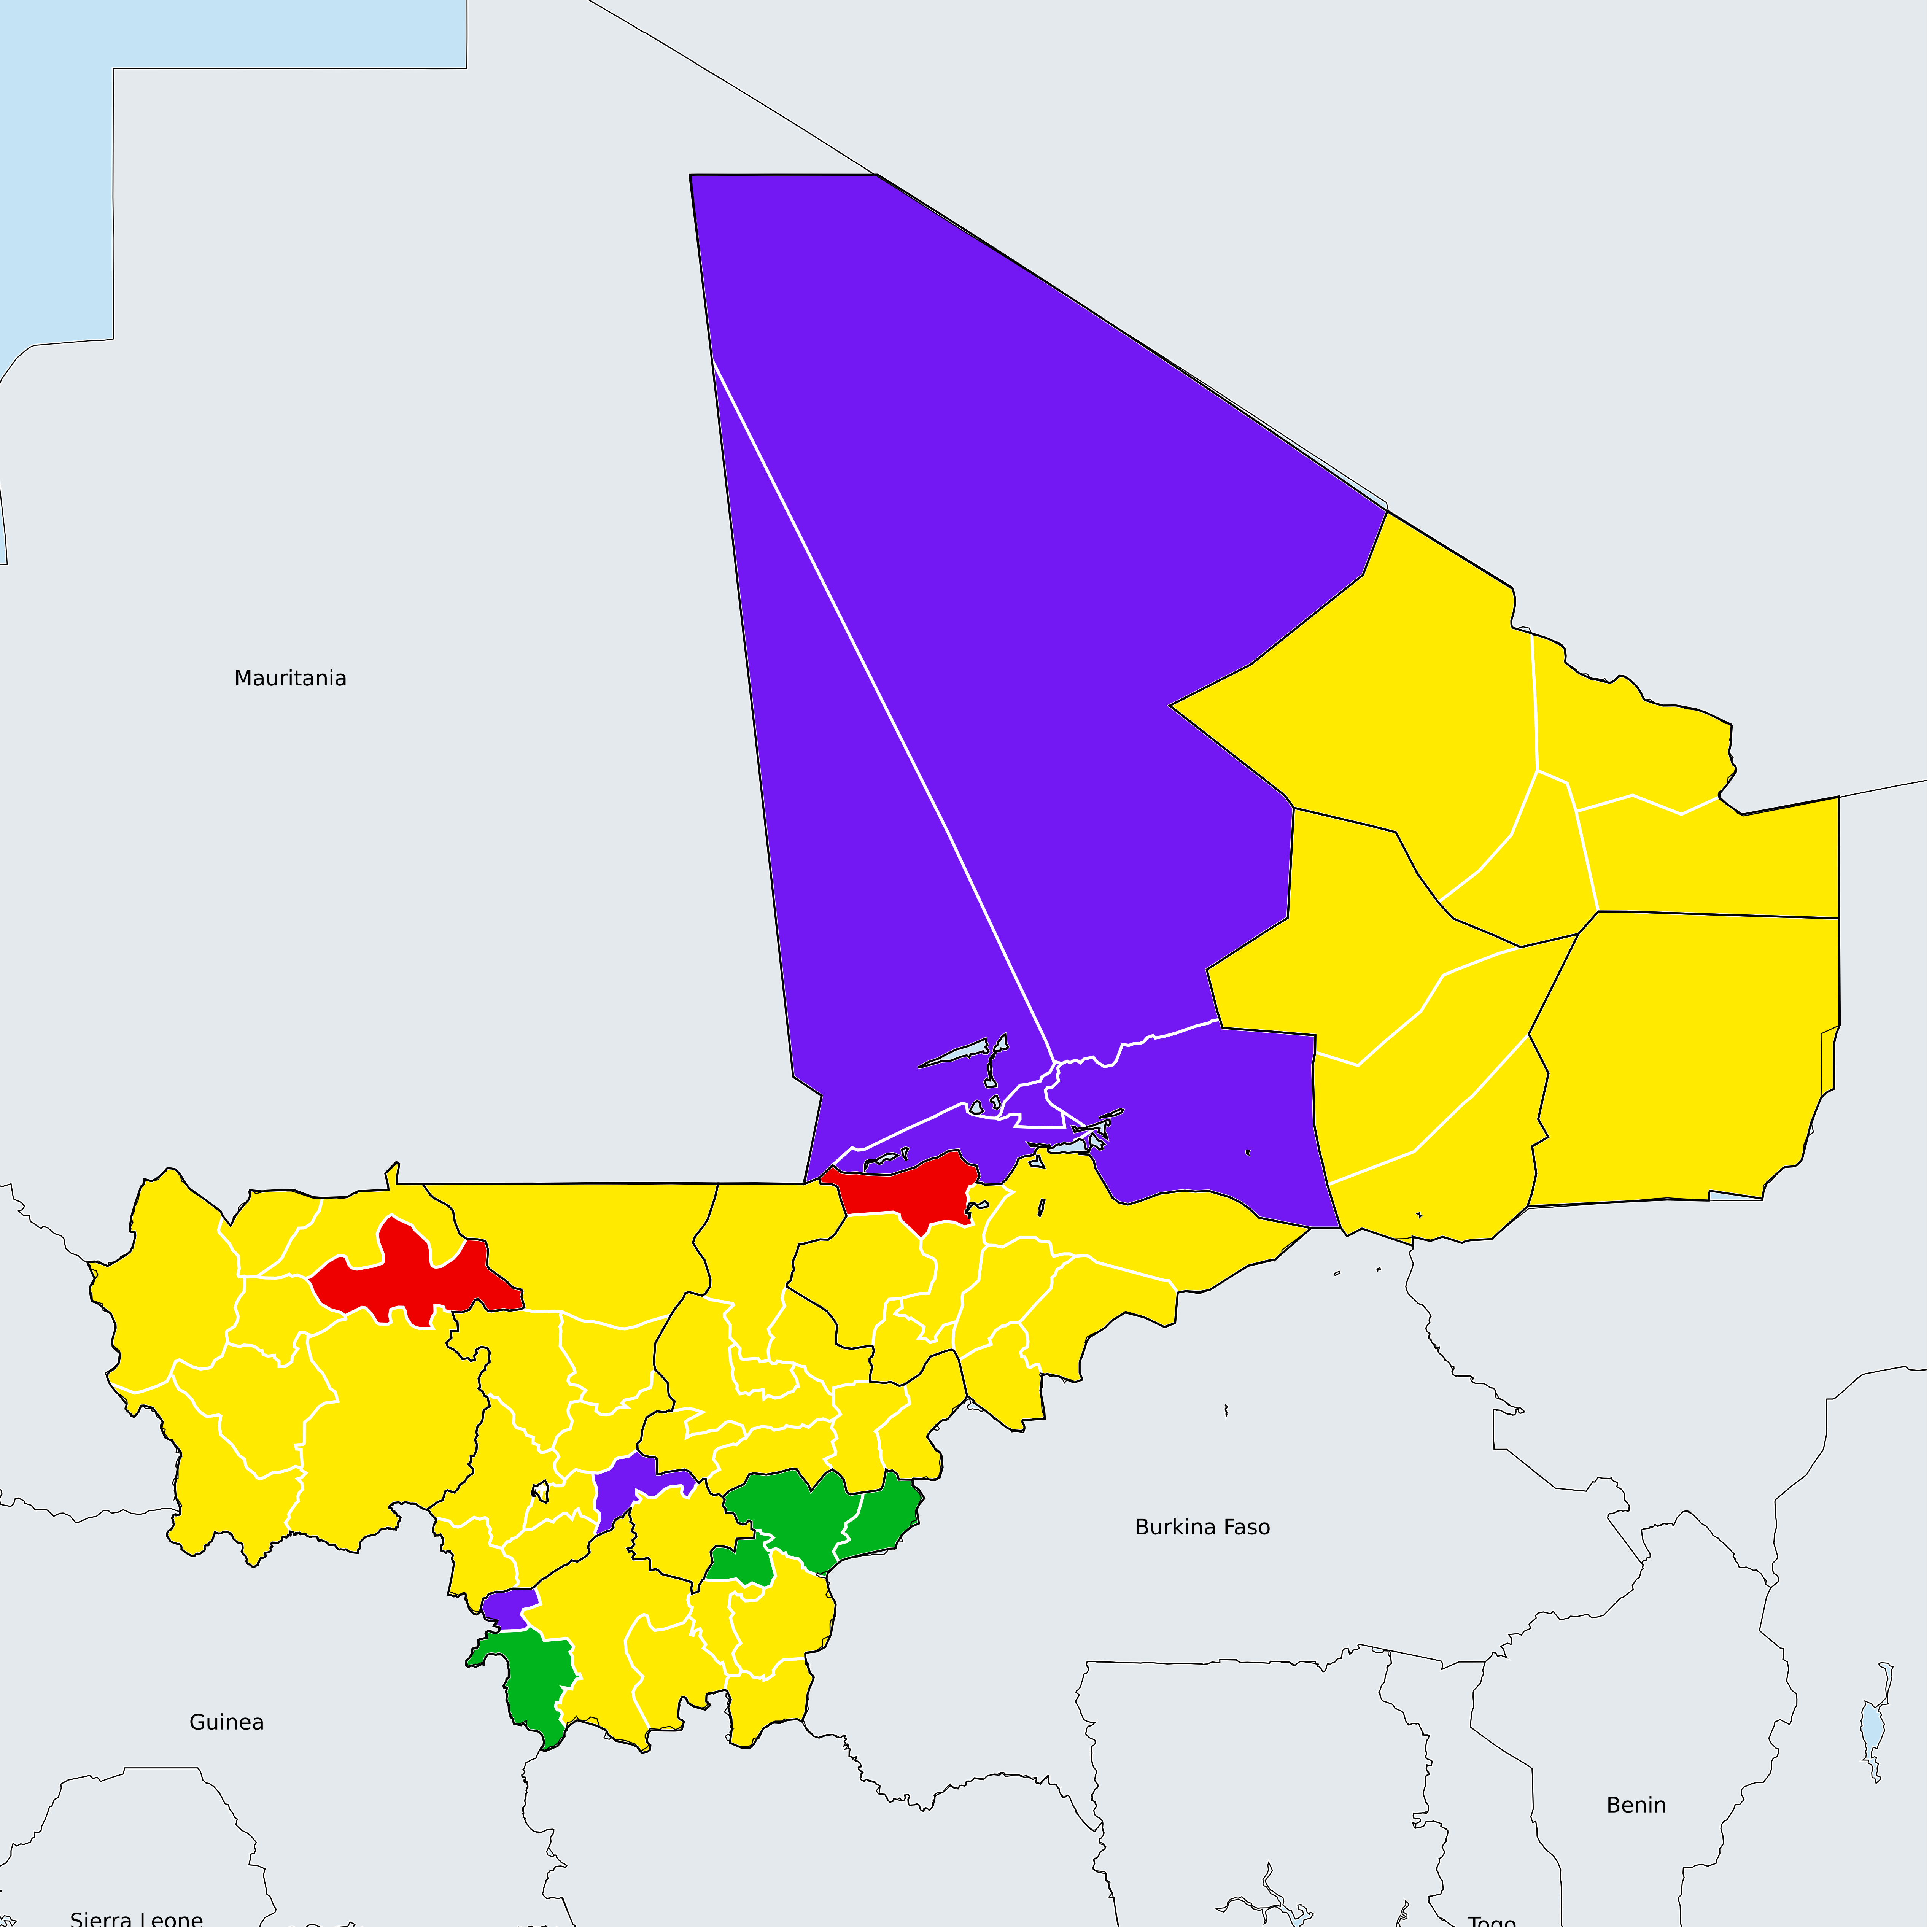 Mauritania
Burkina Faso
Guinea
Benin
Sierra Leone
Togo